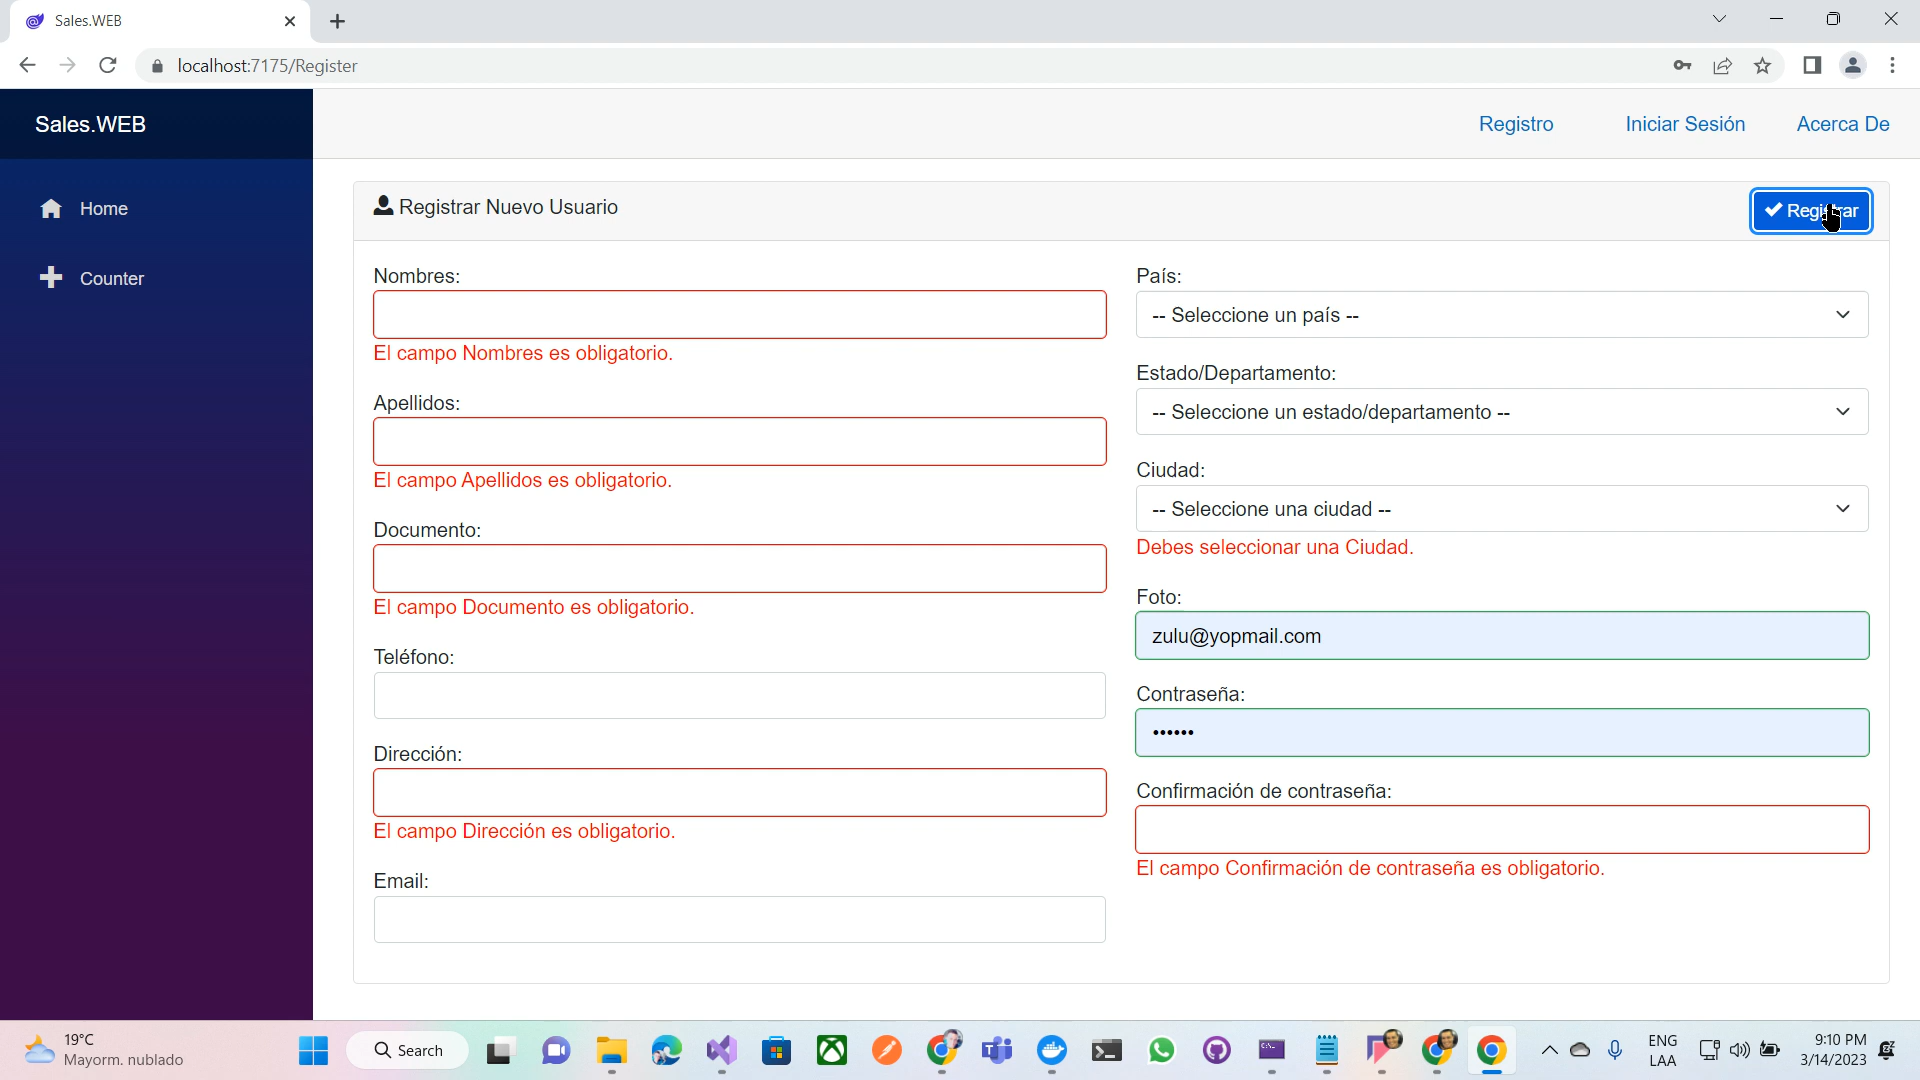 Sales.WEB
localhost:7175/Register
Sales.WEB
Registro
Iniciar Sesión
Acerca De
Home
Counter
Registrar Nuevo Usuario
Registrar
Nombres:
El campo Nombres es obligatorio.
Apellidos:
El campo Apellidos es obligatorio.
Documento:
El campo Documento es obligatorio.
Teléfono:
Dirección:
El campo Dirección es obligatorio.
Email:
País:
-- Seleccione un país --
Estado/Departamento:
-- Seleccione un estado/departamento --
Ciudad:
-- Seleccione una ciudad --
Debes seleccionar una Ciudad.
Foto:
zulu@yopmail.com
Contraseña:
••••••
Confirmación de contraseña:
El campo Confirmación de contraseña es obligatorio.
19°C
Mayorm. nublado
Search
ENG
LAA
9:10 PM
3/14/2023